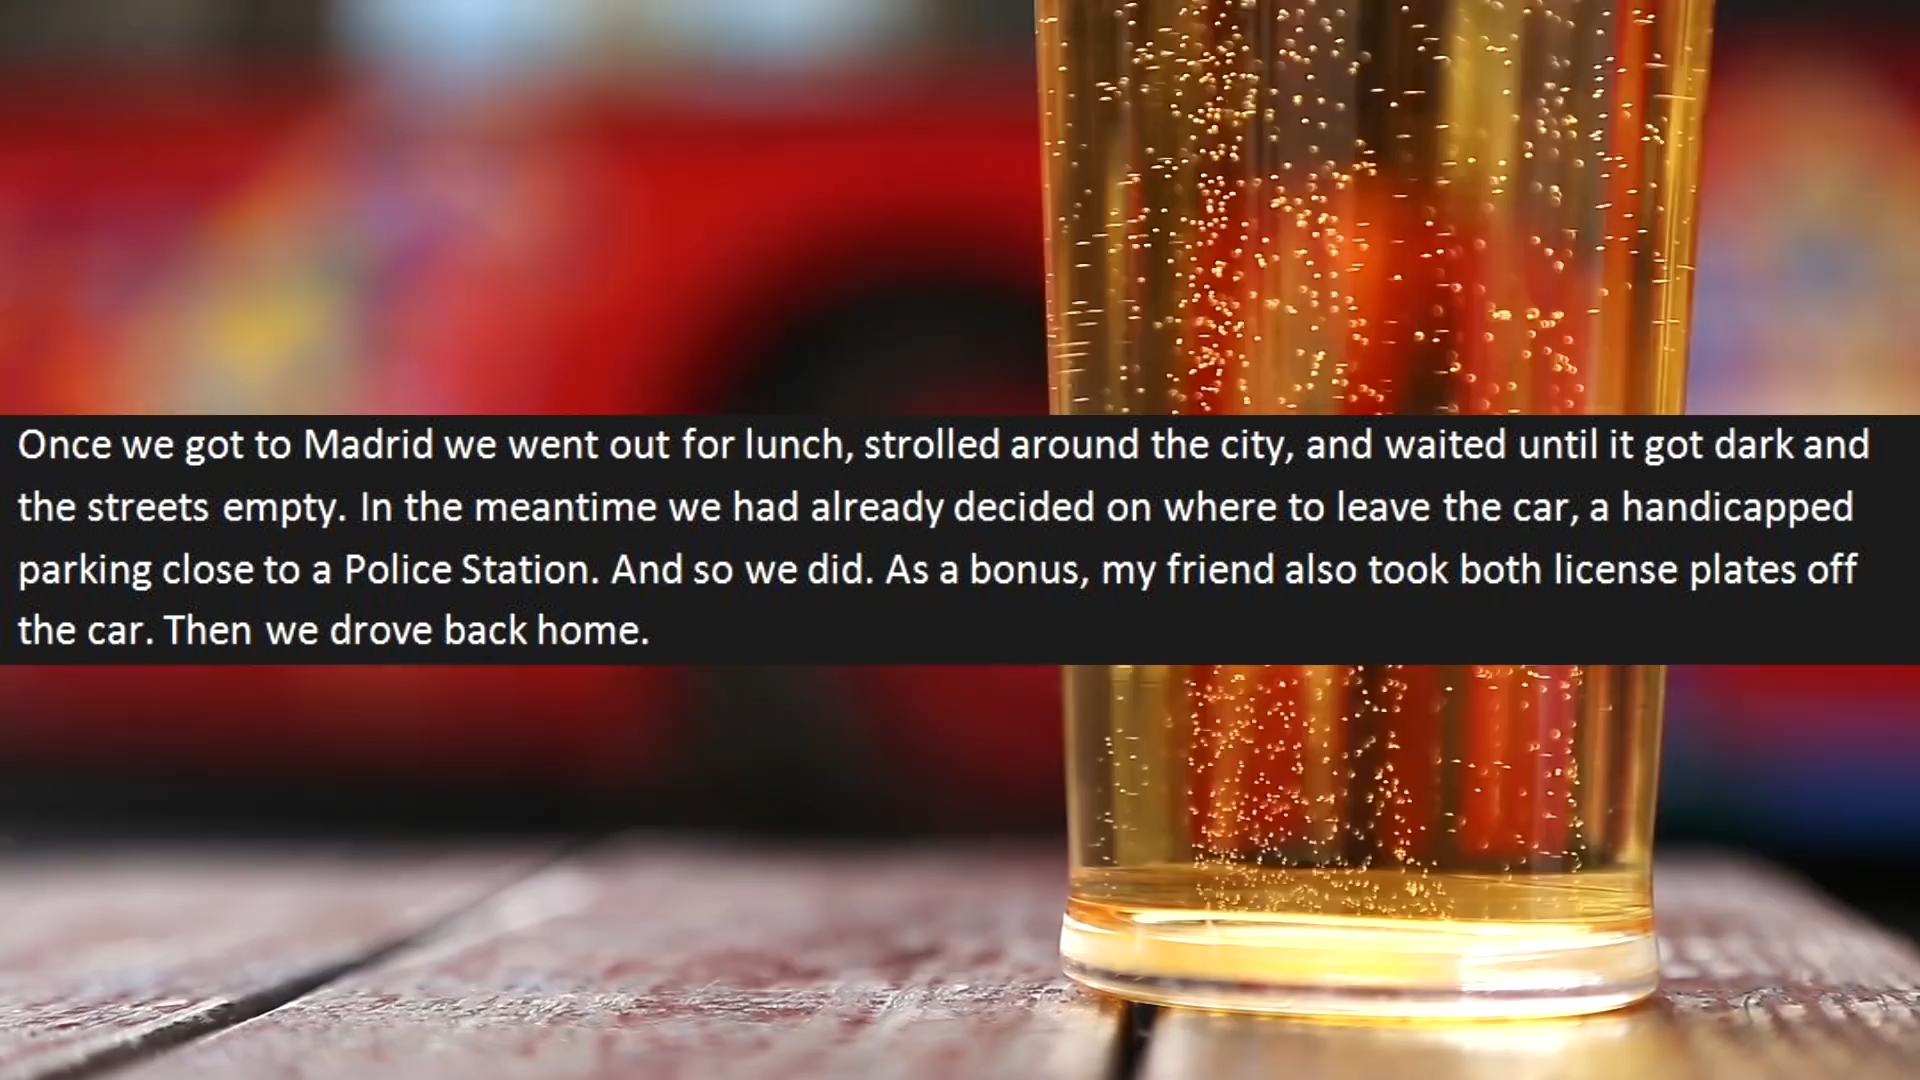 Once we got to Madrid we went out for lunch, strolled around the city, and waited until it got dark and
the streets empty. In the meantime we had already decided on where to leave the car, a handicapped
parking close to a Police Station. And so we did. As a bonus, my friend also took both license plates off
the car. Then we drove back home.